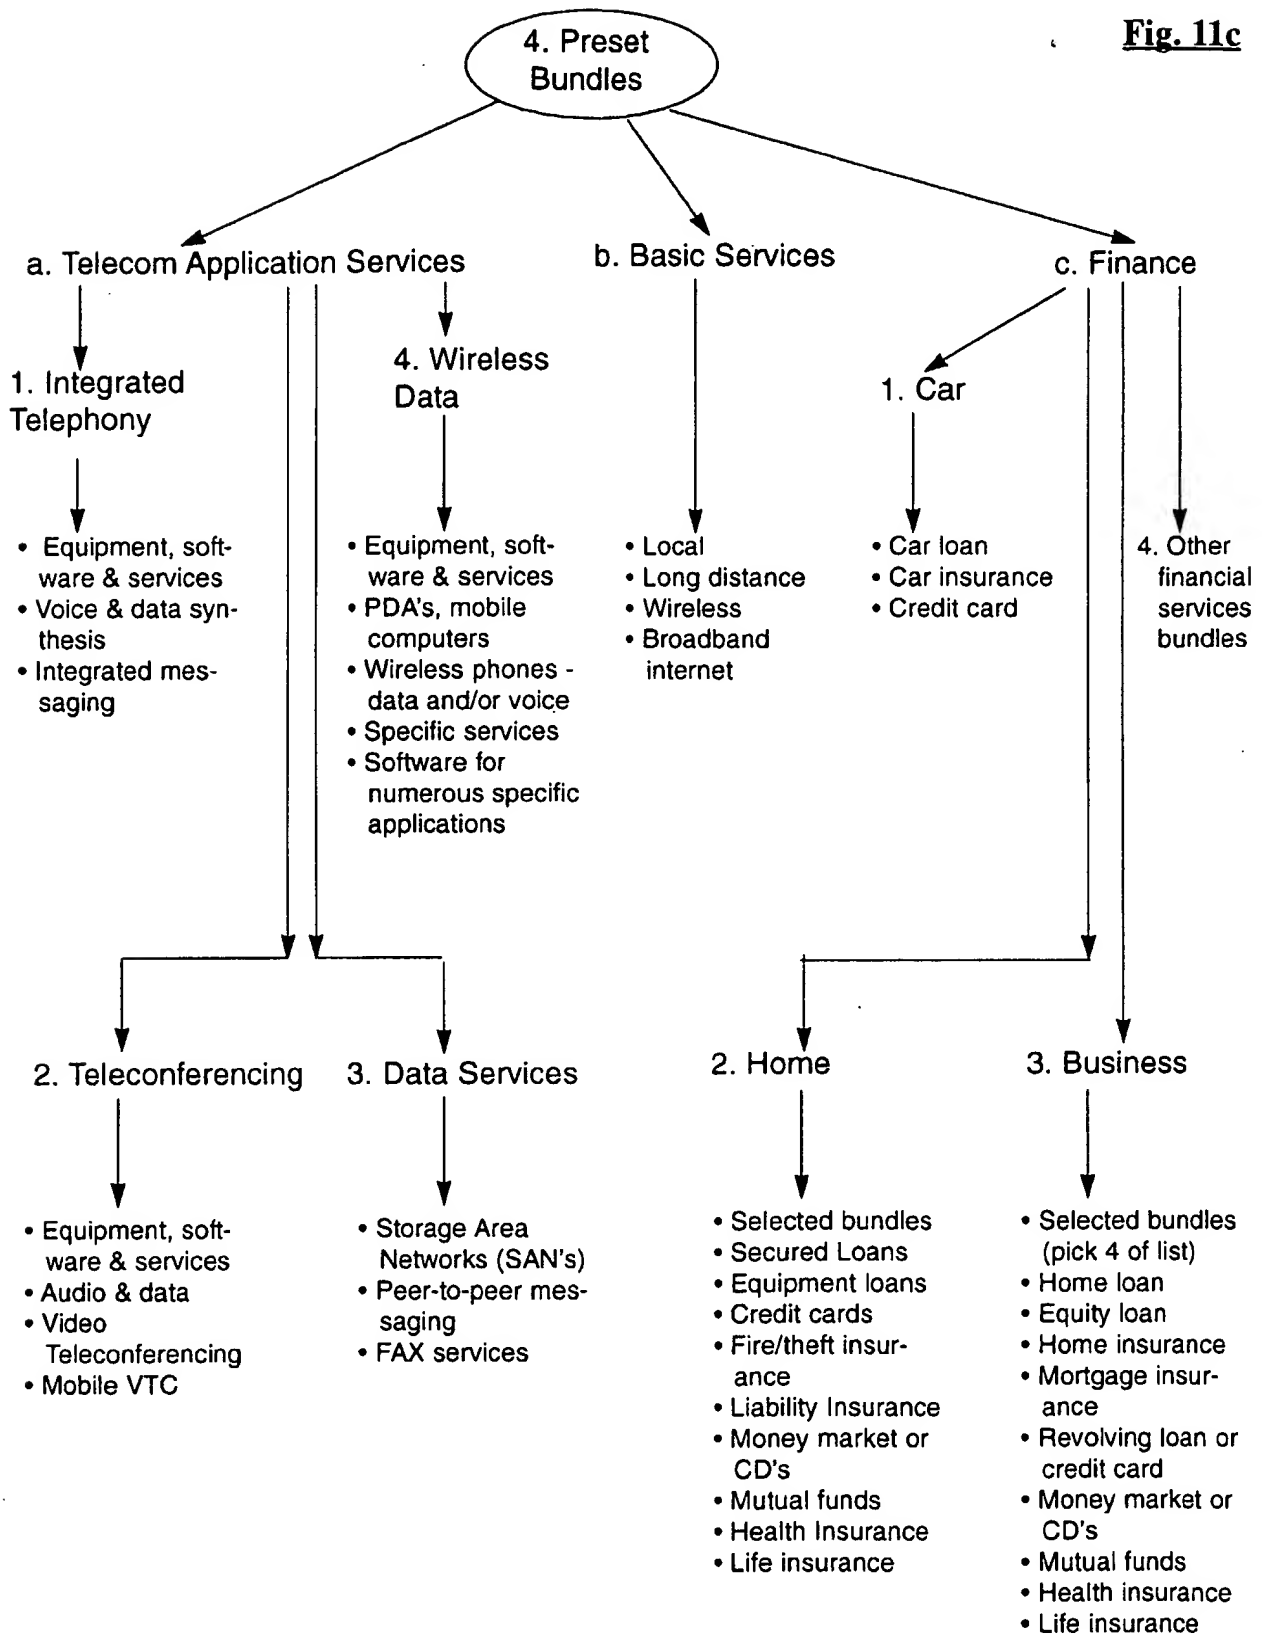 Fig. 11c
4. Preset
Bundles
a. Telecom Application Services
b. Basic Services
c. Finance
1. Integrated
Telephony
4. Wireless
Data
1. Car
• Equipment, soft-
ware & services
• Voice & data syn-
thesis
• Integrated mes-
saging
• Equipment, soft-
ware & services
• PDA's, mobile
computers
• Wireless phones -
data and/or voice
• Specific services
• Software for
numerous specific
applications
• Local
• Long distance
• Wireless
• Broadband
internet
• Car loan
• Car insurance
• Credit card
4. Other
financial
services
bundles
2. Teleconferencing
3. Data Services
2. Home
3. Business
• Equipment, soft-
ware & services
• Audio & data
• Video
Teleconferencing
• Mobile VTC
• Storage Area
Networks (SAN's)
• Peer-to-peer mes-
saging
• FAX services
• Selected bundles
• Secured Loans
• Equipment loans
• Credit cards
• Fire/theft insur-
ance
• Liability Insurance
• Money market or
CD's
• Mutual funds
• Health Insurance
• Life insurance
• Selected bundles
(pick 4 of list)
• Home loan
• Equity loan
• Home insurance
• Mortgage insur-
ance
• Revolving loan or
credit card
• Money market or
CD's
• Mutual funds
• Health insurance
• Life insurance